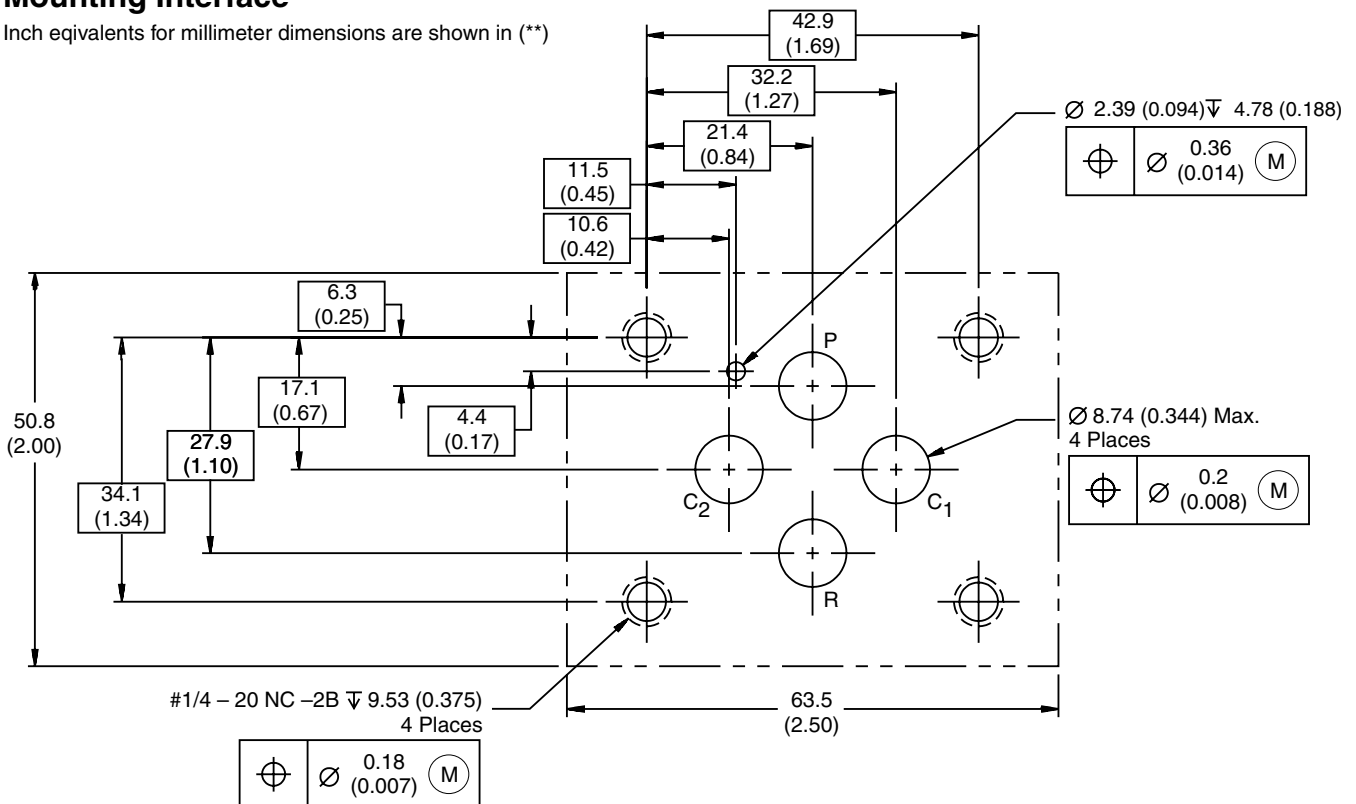 Mounting Interface
Inch eqivalents for millimeter dimensions are shown in (**)
42.9
(1.69)
32.2
(1.27)
21.4
(0.84)
11.5
(0.45)
10.6
(0.42)
⌀ 2.39 (0.094)↧ 4.78 (0.188)
⌖ ⌀ 0.36 (0.014) Ⓜ
6.3
(0.25)
17.1
(0.67)
4.4
(0.17)
27.9
(1.10)
34.1
(1.34)
50.8
(2.00)
P
C2
C1
R
⌀ 8.74 (0.344) Max.
4 Places
⌖ ⌀ 0.2 (0.008) Ⓜ
#1/4 – 20 NC –2B ↧ 9.53 (0.375)
4 Places
⌖ ⌀ 0.18 (0.007) Ⓜ
63.5
(2.50)